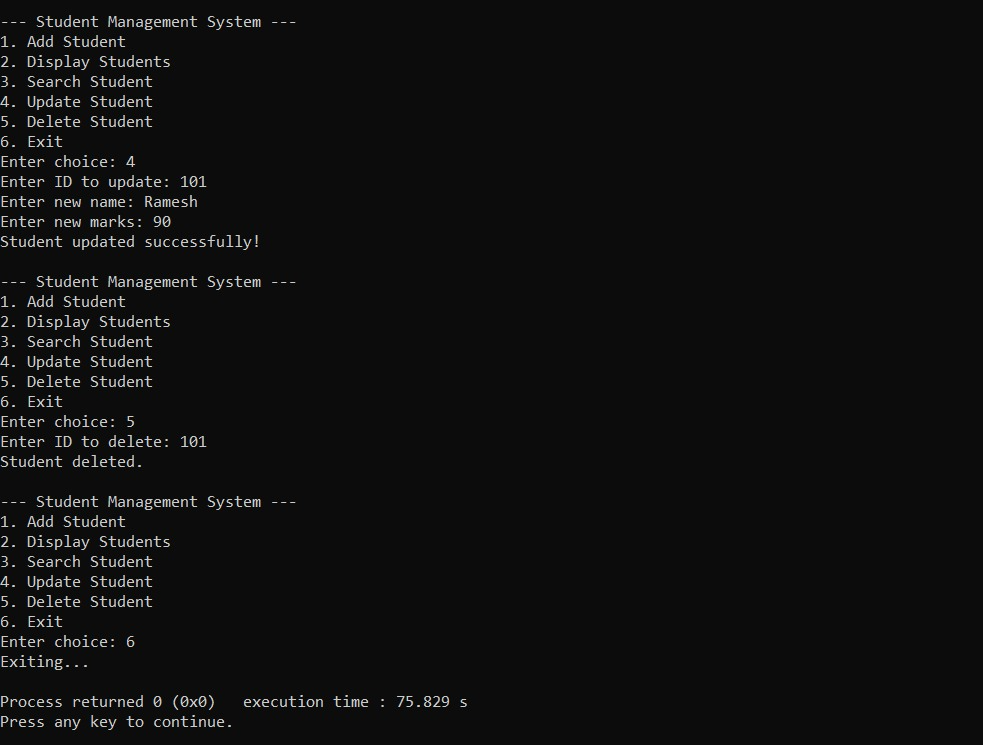 --- Student Management System ---
1. Add Student
2. Display Students
3. Search Student
4. Update Student
5. Delete Student
6. Exit
Enter choice: 4
Enter ID to update: 101
Enter new name: Ramesh
Enter new marks: 90
Student updated successfully!

--- Student Management System ---
1. Add Student
2. Display Students
3. Search Student
4. Update Student
5. Delete Student
6. Exit
Enter choice: 5
Enter ID to delete: 101
Student deleted.

--- Student Management System ---
1. Add Student
2. Display Students
3. Search Student
4. Update Student
5. Delete Student
6. Exit
Enter choice: 6
Exiting...

Process returned 0 (0x0)   execution time : 75.829 s
Press any key to continue.